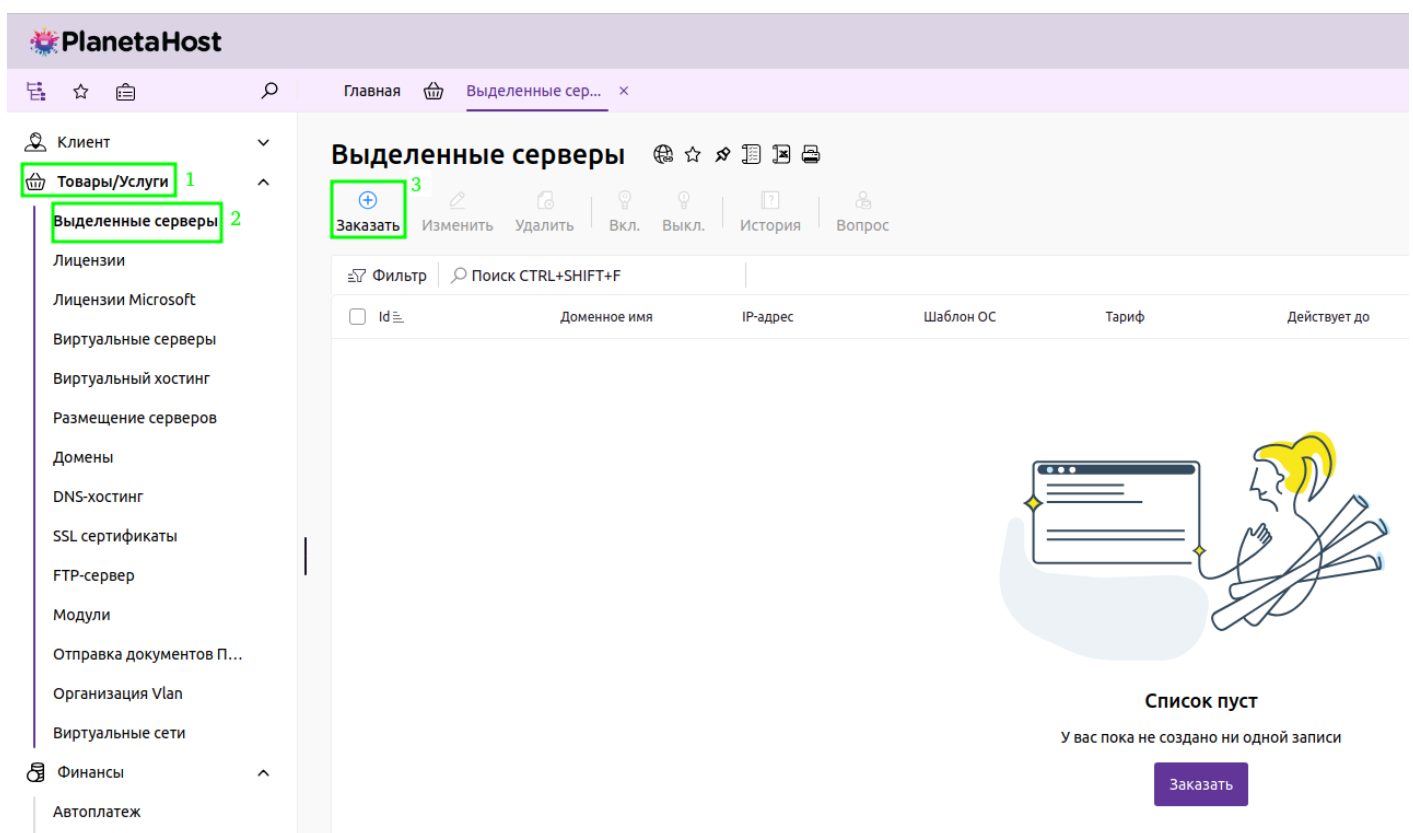 PlanetaHost
Главная Выделенные сер... ×
Клиент
Товары/Услуги 1
Выделенные серверы 2
Лицензии
Лицензии Microsoft
Виртуальные серверы
Виртуальный хостинг
Размещение серверов
Домены
DNS-хостинг
SSL сертификаты
FTP-сервер
Модули
Отправка документов П...
Организация Vlan
Виртуальные сети
Финансы
Автоплатеж
Выделенные серверы
3
Заказать Изменить Удалить Вкл. Выкл. История Вопрос
Фильтр Поиск CTRL+SHIFT+F
Id Доменное имя IP-адрес Шаблон ОС Тариф Действует до
Список пуст
У вас пока не создано ни одной записи
Заказать